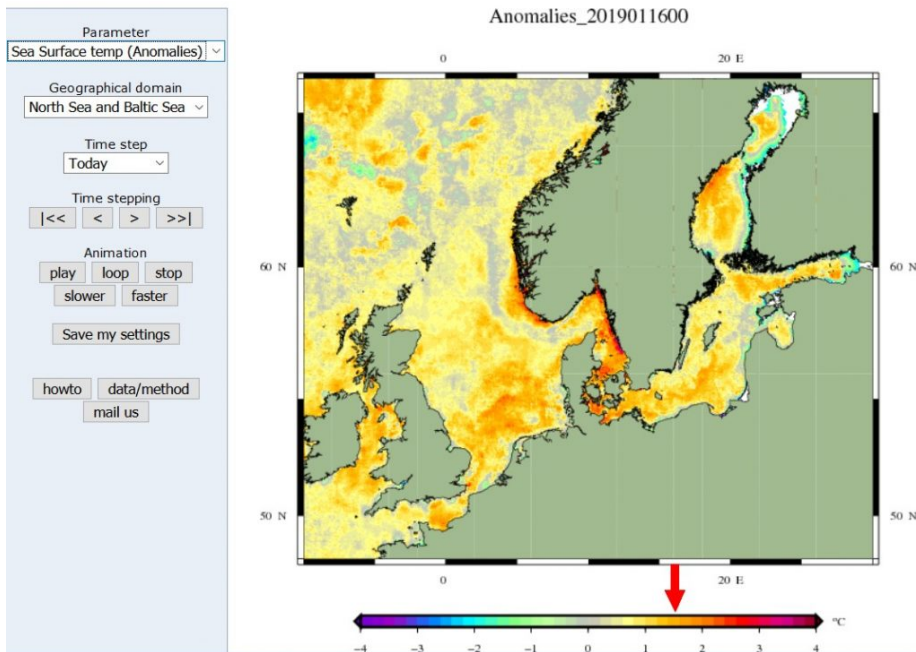 Anomalies_2019011600
Parameter
Sea Surface temp (Anomalies)
Geographical domain
North Sea and Baltic Sea
Time step
Today
Time stepping
|<< < > >>|
Animation
play loop stop
slower faster
Save my settings
howto data/method
mail us
0 20 E
60 N 60 N
50 N 50 N
0 20 E
°C
-4 -3 -2 -1 0 1 2 3 4